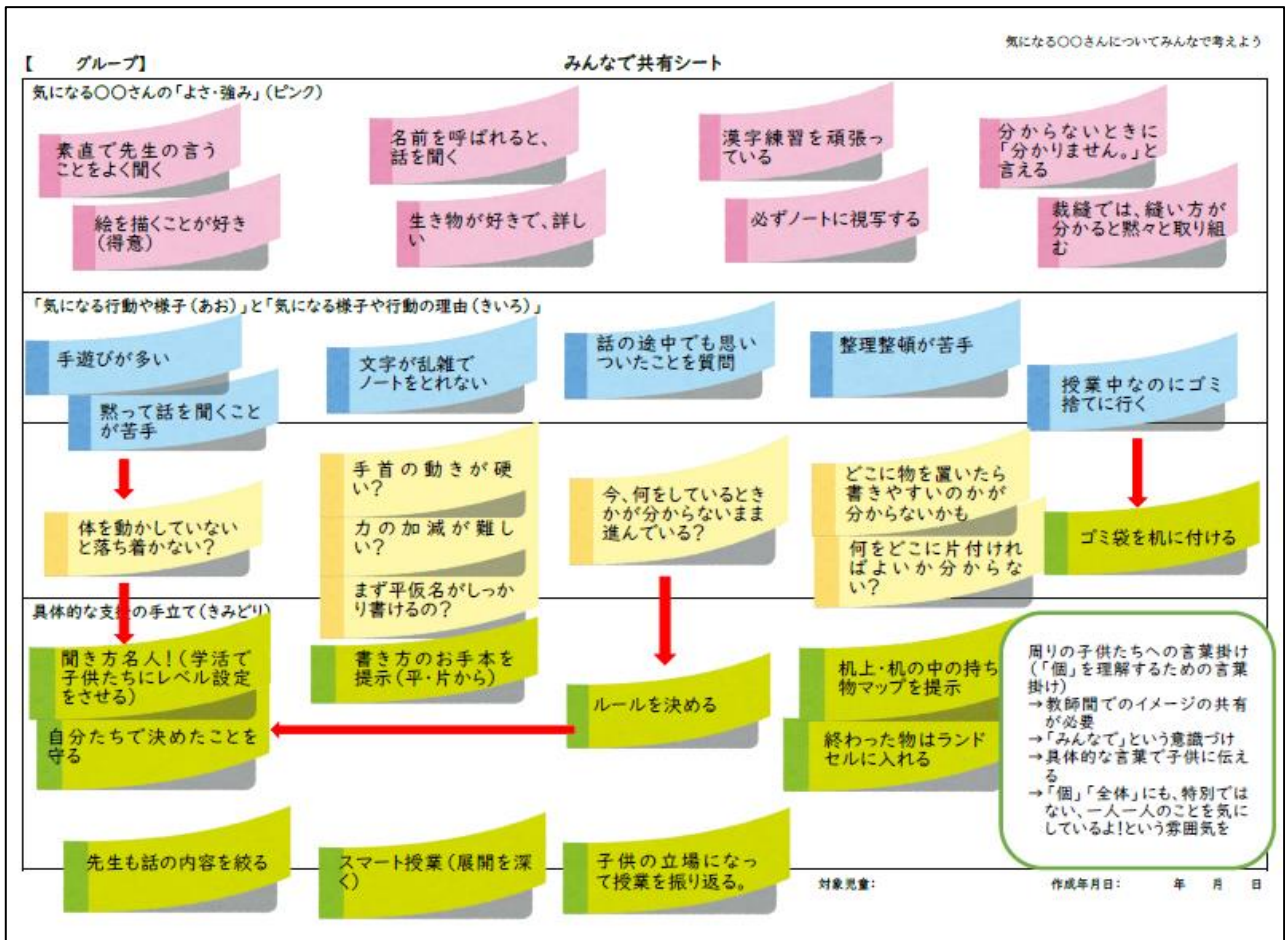 気になる〇〇さんについてみんなで考えよう
【　　グループ】
みんなで共有シート
気になる〇〇さんの「よさ・強み」(ピンク)
素直で先生の言う
ことをよく聞く
名前を呼ばれると、
話を聞く
漢字練習を頑張っ
ている
分からないときに
「分かりません。」と
言える
絵を描くことが好き
(得意)
生き物が好きで、詳し
い
必ずノートに視写する
裁縫では、縫い方が
分かると黙々と取り組
む
「気になる行動や様子(あお)」と「気になる様子や行動の理由(きいろ)」
手遊びが多い
黙って話を聞くこと
が苦手
文字が乱雑で
ノートをとれない
話の途中でも思い
ついたことを質問
整理整頓が苦手
授業中なのにゴミ
捨てに行く
体を動かしていない
と落ち着かない?
手首の動きが硬
い?
力の加減が難し
い?
まず平仮名がしっか
り書けるの?
今、何をしているとき
かが分からないまま
進んでいる?
どこに物を置いたら
書きやすいのかが
分からないかも
何をどこに片付けれ
ばよいか分からな
い?
ゴミ袋を机に付ける
具体的な支援の手立て(きみどり)
聞き方名人!(学活で
子供たちにレベル設定
をさせる)
自分たちで決めたことを
守る
書き方のお手本を
提示(平・片から)
ルールを決める
机上・机の中の持ち
物マップを提示
終わった物はランド
セルに入れる
周りの子供たちへの言葉掛け
(「個」を理解するための言葉
掛け)
→教師間でのイメージの共有
が必要
→「みんなで」という意識づけ
→具体的な言葉で子供に伝え
る
→「個」「全体」にも、特別では
ない、一人一人のことを気に
しているよ!という雰囲気を
先生も話の内容を絞る
スマート授業(展開を深
く)
子供の立場になっ
て授業を振り返る。
対象児童:
作成年月日:　　年　月　日